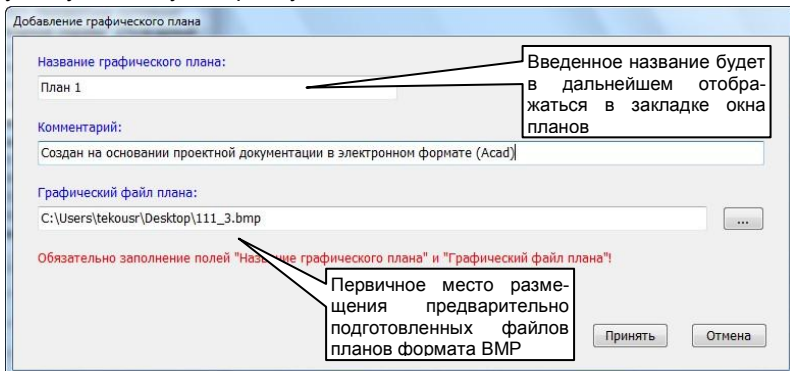 Добавление графического плана
Название графического плана:
План 1
Введенное название будет
в дальнейшем отобра-
жаться в закладке окна
планов
Комментарий:
Создан на основании проектной документации в электронном формате (Acad)
Графический файл плана:
C:\Users\tekousr\Desktop\111_3.bmp
...
Обязательно заполнение полей "Название графического плана" и "Графический файл плана"!
Первичное место разме-
щения предварительно
подготовленных файлов
планов формата BMP
Принять
Отмена